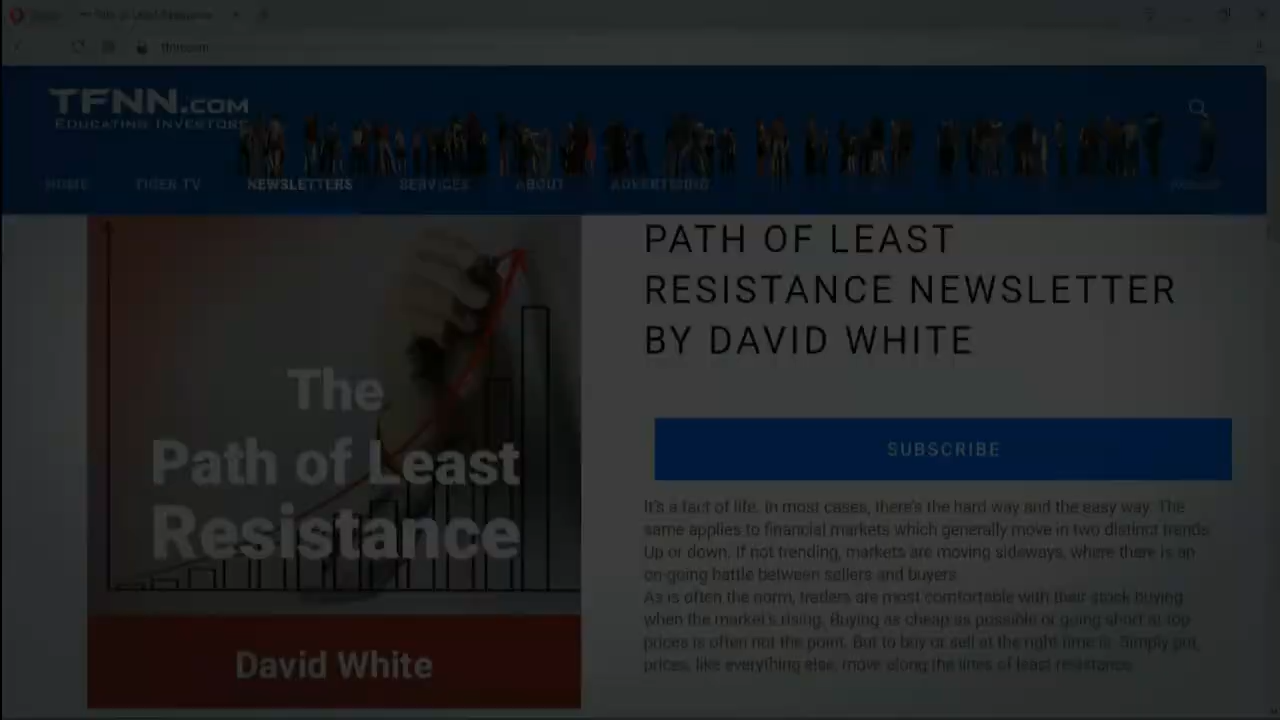 TFNN.COM
EDUCATING INVESTORS
HOME TIGER TV NEWSLETTERS SERVICES ABOUT ADVERTISING
PATH OF LEAST
RESISTANCE NEWSLETTER
BY DAVID WHITE
The
Path of Least
Resistance
David White
SUBSCRIBE
It's a fact of life. In most cases, there's the hard way and the easy way. The
same applies to financial markets which generally move in two distinct trends.
Up or down. If not trending, markets are moving sideways, where there is an
on-going battle between sellers and buyers.
As is often the norm, traders are most comfortable with their stock buying
when the market's rising. Buying as cheap as possible or going short at top
prices is often not the point. But to buy or sell at the right time is. Simply put,
prices, like everything else, move along the lines of least resistance.